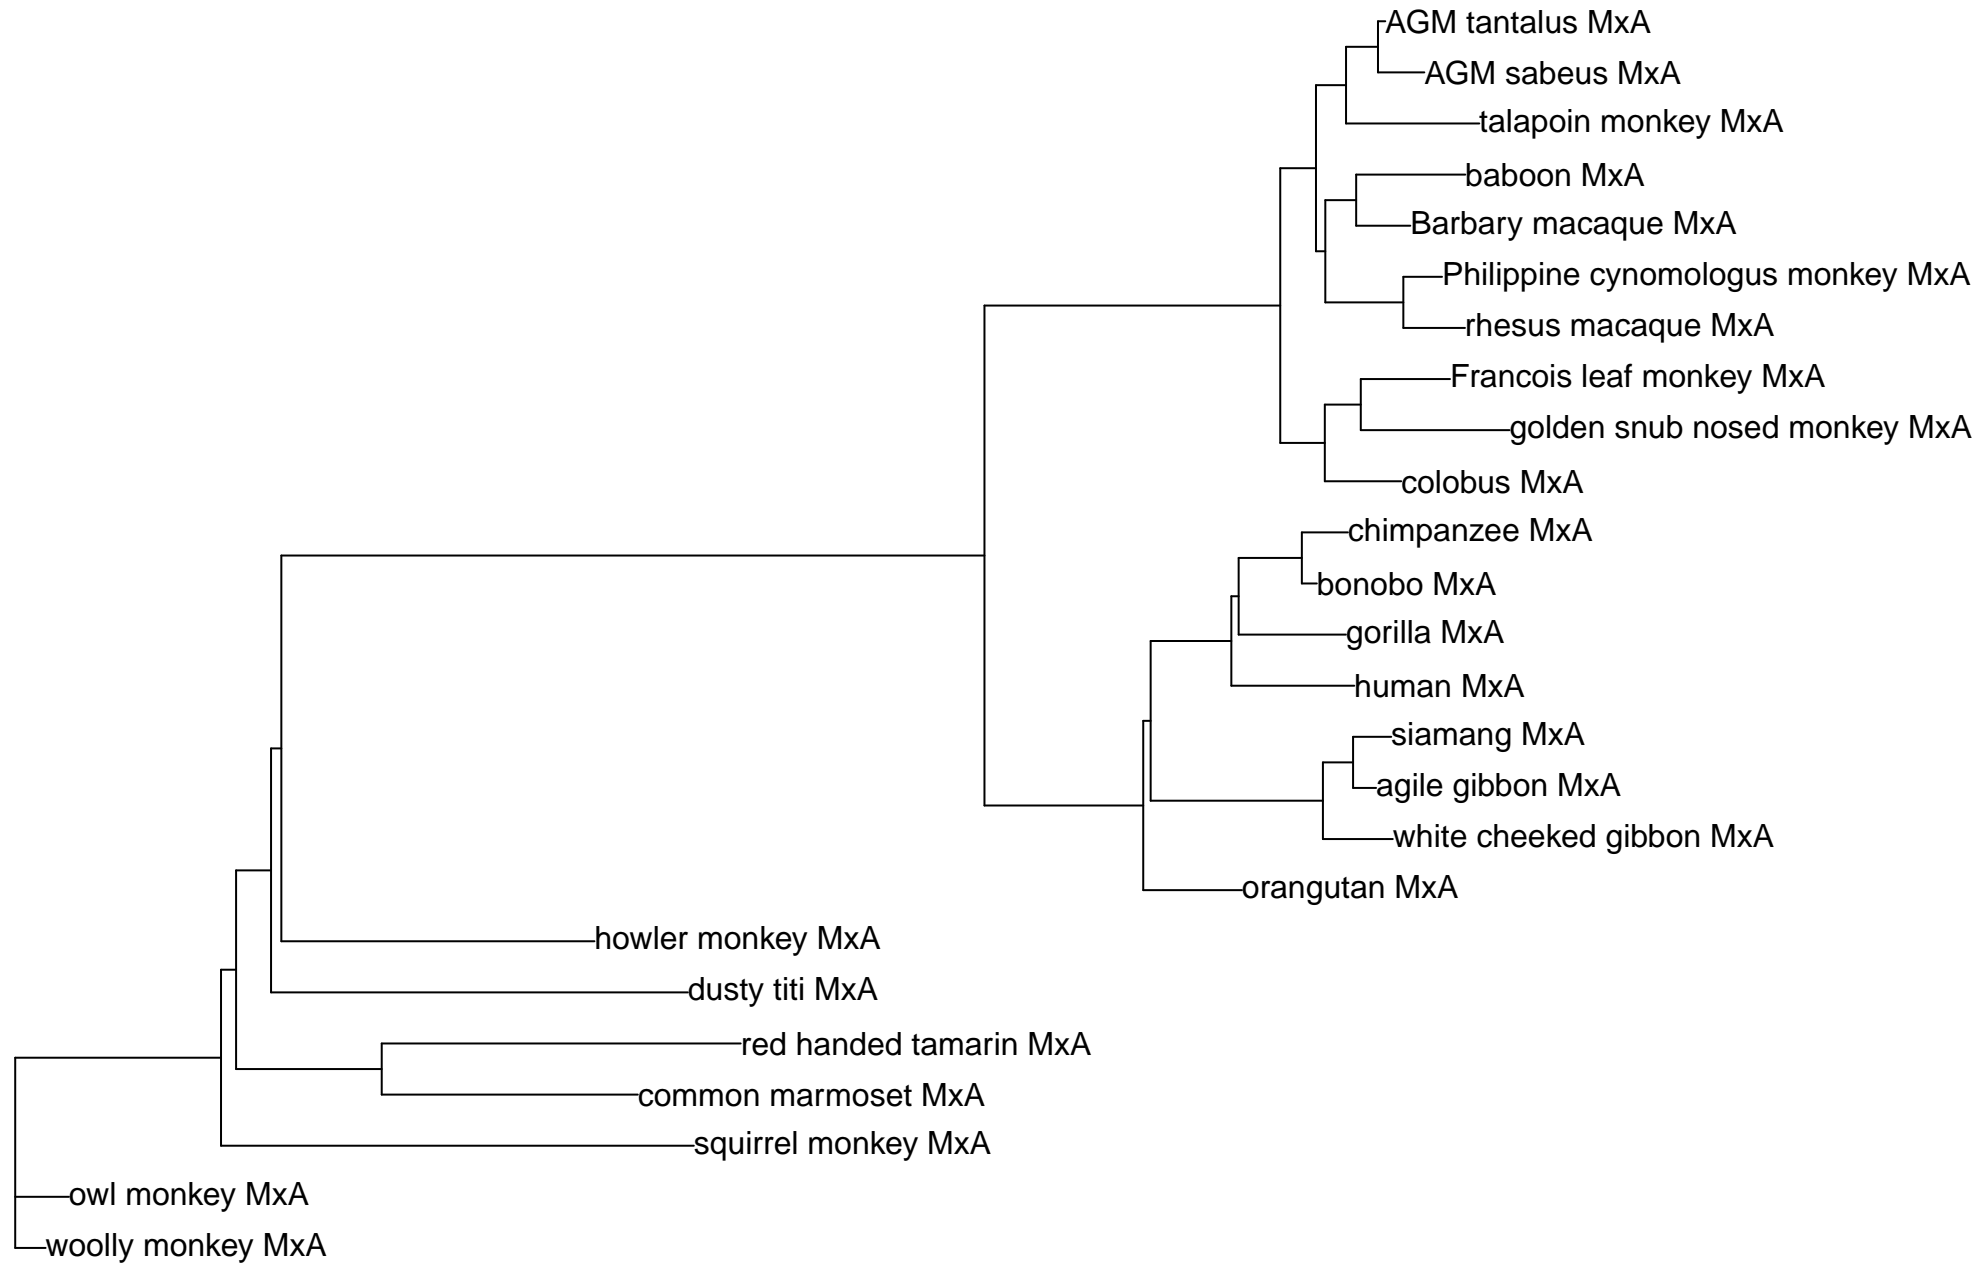 AGM tantalus MxA
AGM sabeus MxA
talapoin monkey MxA
baboon MxA
Barbary macaque MxA
Philippine cynomologus monkey MxA
rhesus macaque MxA
Francois leaf monkey MxA
golden snub nosed monkey MxA
colobus MxA
chimpanzee MxA
bonobo MxA
gorilla MxA
human MxA
siamang MxA
agile gibbon MxA
white cheeked gibbon MxA
orangutan MxA
howler monkey MxA
dusty titi MxA
red handed tamarin MxA
common marmoset MxA
squirrel monkey MxA
owl monkey MxA
woolly monkey MxA